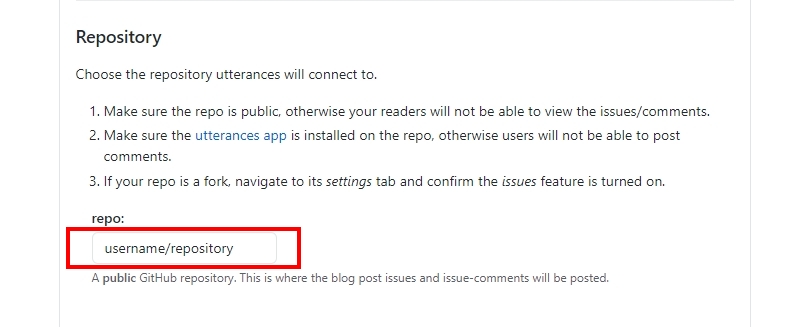 Repository
Choose the repository utterances will connect to.
1. Make sure the repo is public, otherwise your readers will not be able to view the issues/comments.
2. Make sure the utterances app is installed on the repo, otherwise users will not be able to post
comments.
3. If your repo is a fork, navigate to its settings tab and confirm the issues feature is turned on.
repo:
username/repository
A public GitHub repository. This is where the blog post issues and issue-comments will be posted.